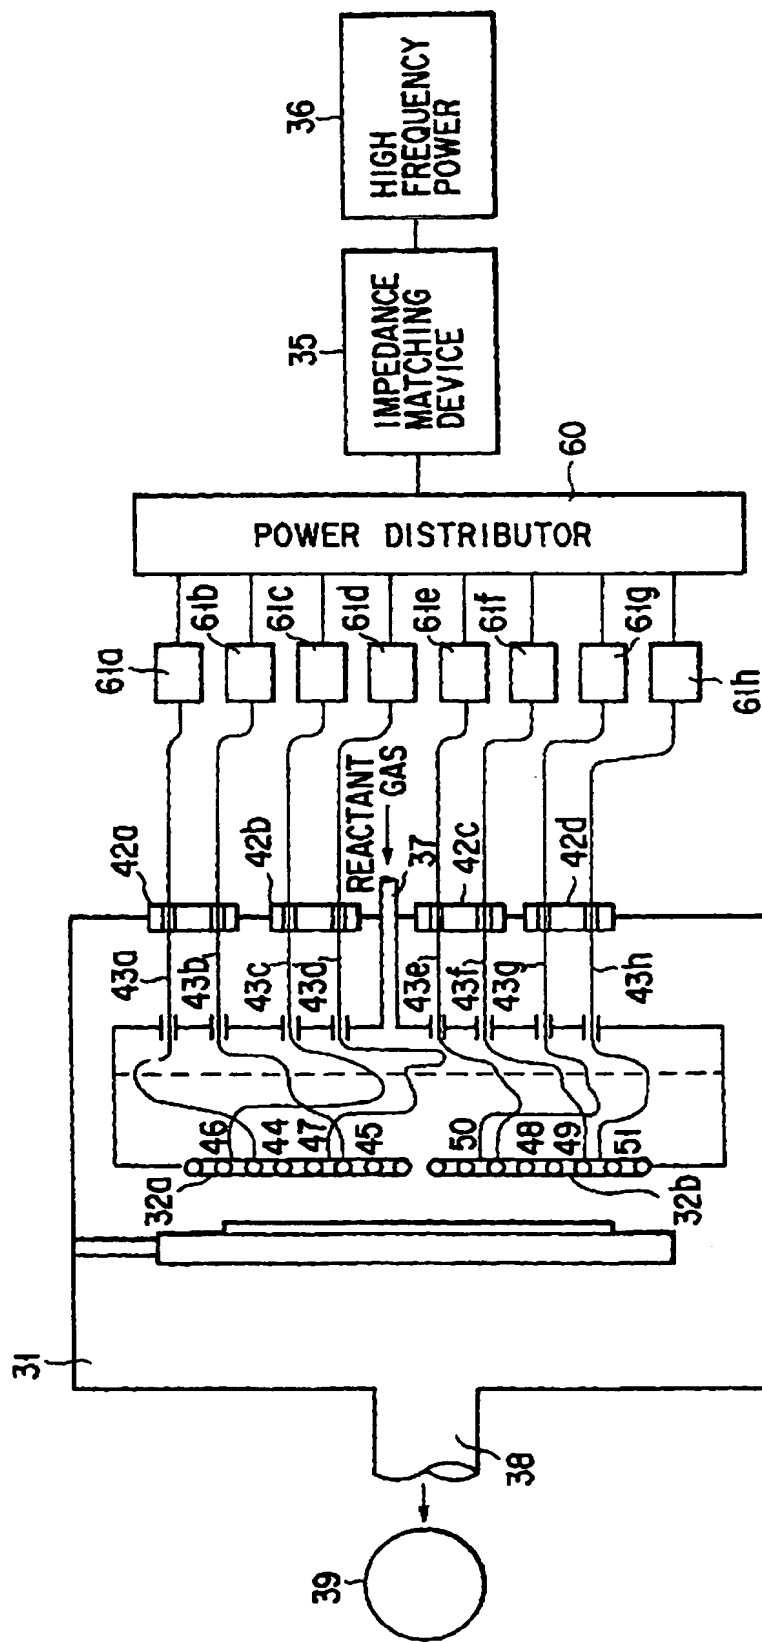 36
HIGH
FREQUENCY
POWER
35
IMPEDANCE
MATCHING
DEVICE
60
POWER DISTRIBUTOR
61a
61b
61c
61d
61e
61f
61g
61h
REACTANT
GAS
37
42a
42b
42c
42d
43a
43b
43c
43d
43e
43f
43g
43h
46
44
47
45
50
48
49
51
32a
32b
31
38
39